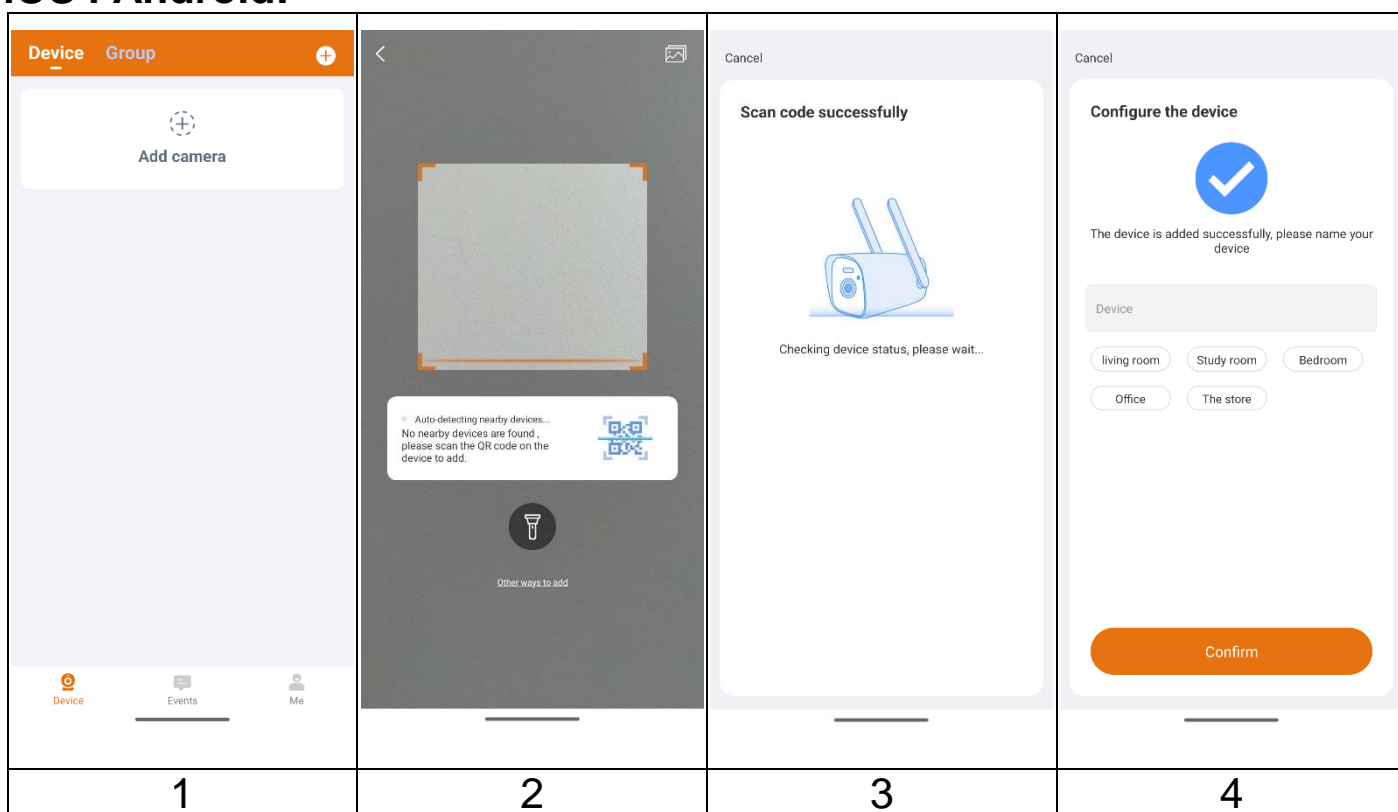 Device Group
Add camera
Device Events Me
Auto-detecting nearby devices...
No nearby devices are found ,
please scan the QR code on the
device to add.
Other ways to add
Cancel
Scan code successfully
Checking device status, please wait...
Cancel
Configure the device
The device is added successfully, please name your
device
Device
living room Study room Bedroom
Office The store
Confirm
1 2 3 4